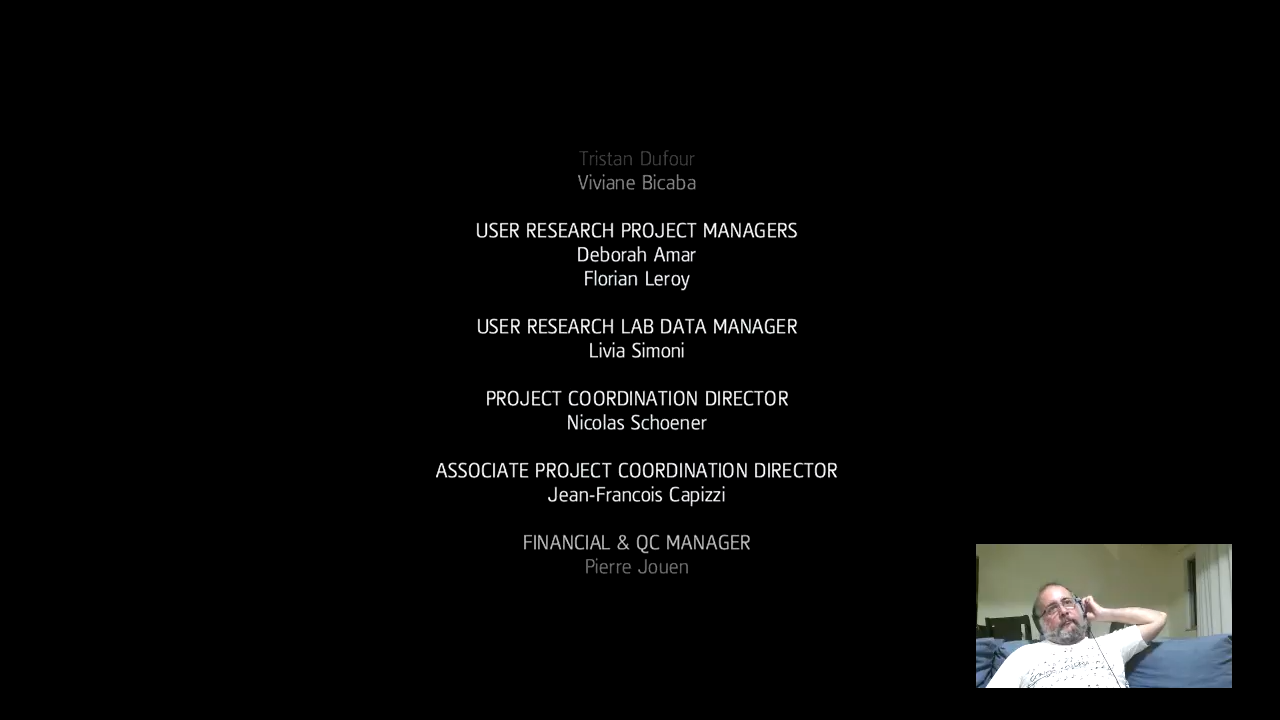 Tristan Dufour
Viviane Bicaba
USER RESEARCH PROJECT MANAGERS
Deborah Amar
Florian Leroy
USER RESEARCH LAB DATA MANAGER
Livia Simoni
PROJECT COORDINATION DIRECTOR
Nicolas Schoener
ASSOCIATE PROJECT COORDINATION DIRECTOR
Jean-Francois Capizzi
FINANCIAL & QC MANAGER
Pierre Jouen